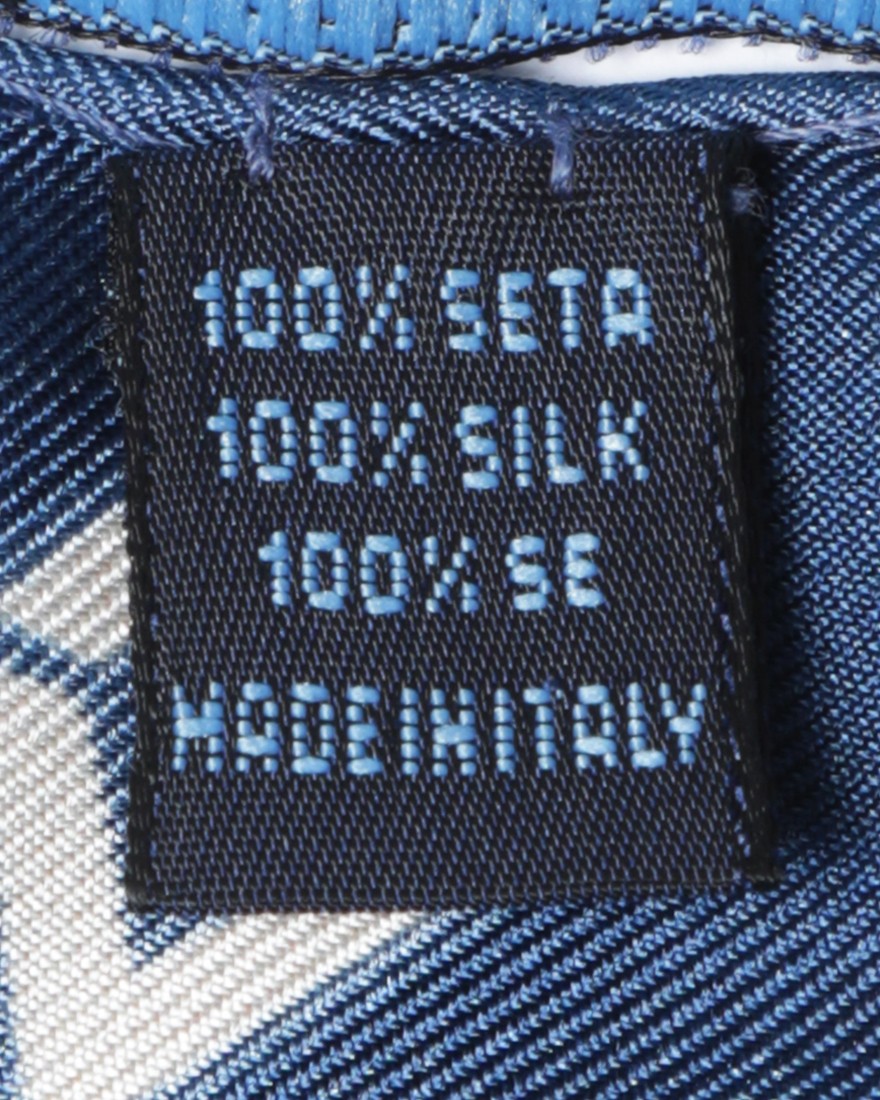 100% SETA
100% SILK
100% SE
MADE IN ITALY